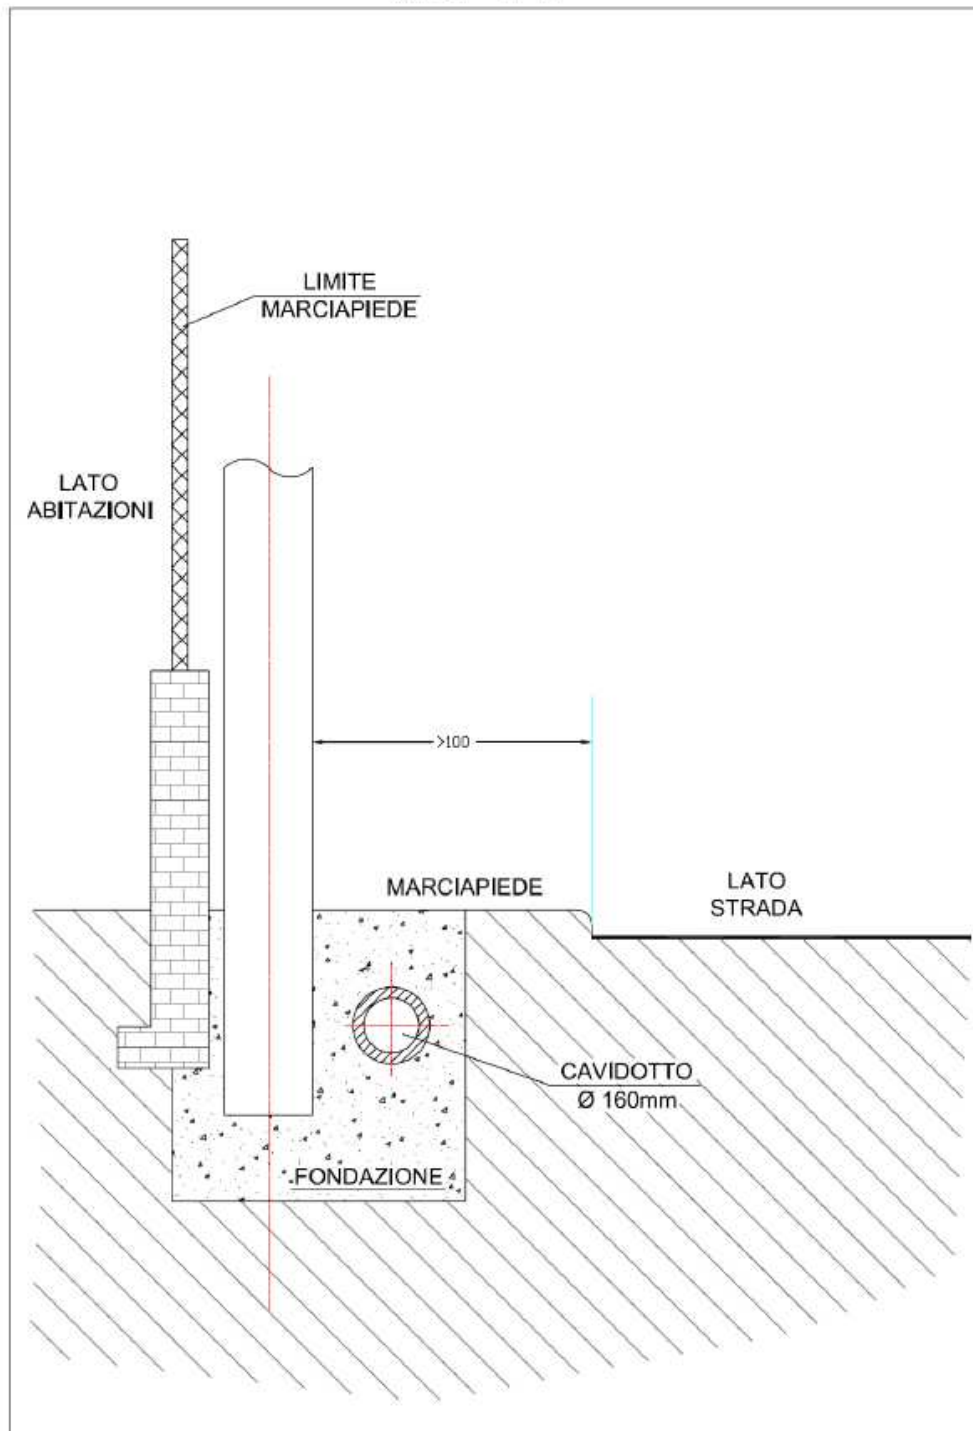 LIMITE
MARCIAPIEDE
LATO
ABITAZIONI
>100
MARCIAPIEDE
LATO
STRADA
CAVIDOTTO
Ø 160mm
FONDAZIONE